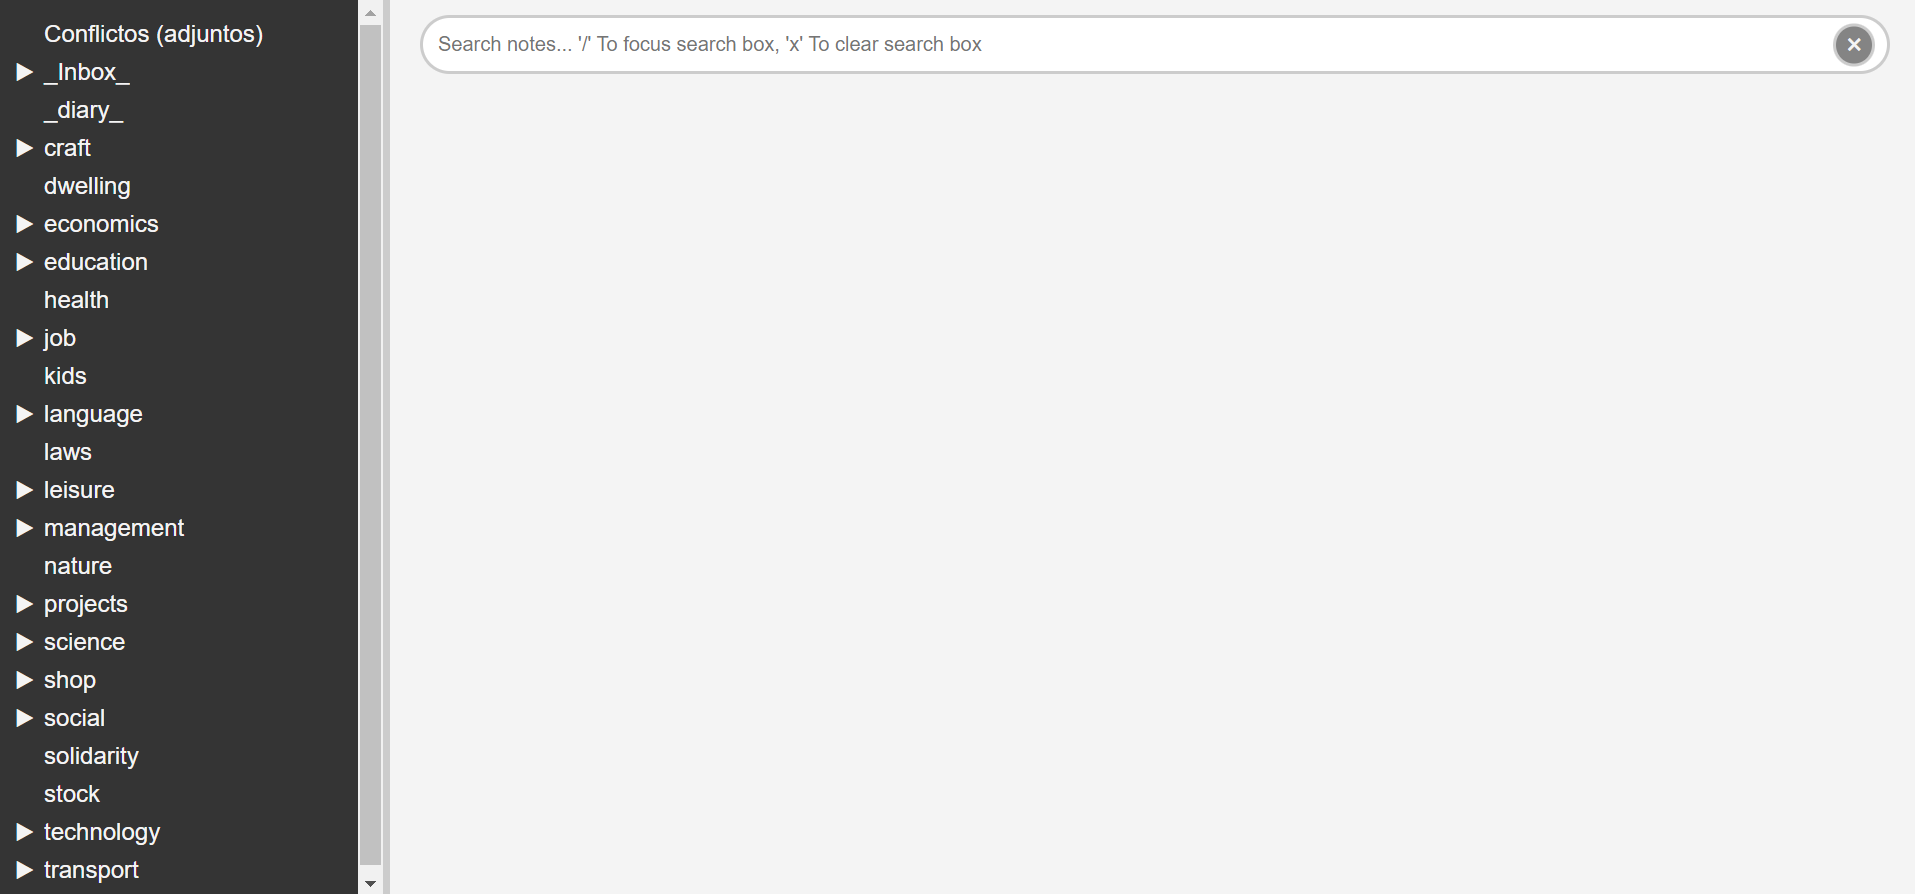 Conflictos (adjuntos)
_Inbox_
_diary_
craft
dwelling
economics
education
health
job
kids
language
laws
leisure
management
nature
projects
science
shop
social
solidarity
stock
technology
transport
Search notes... '/' To focus search box, 'x' To clear search box